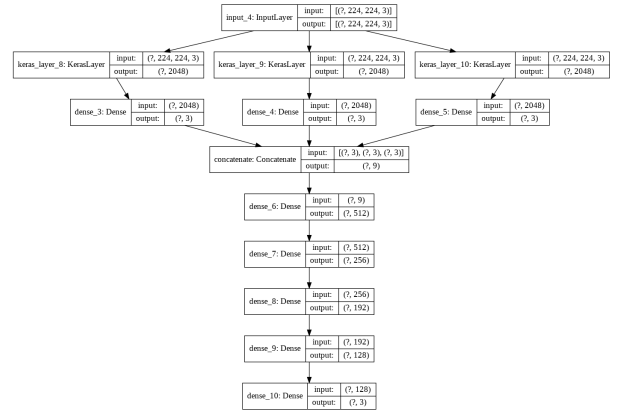 input_4: InputLayer
input: [(?, 224, 224, 3)]
output: [(?, 224, 224, 3)]
keras_layer_8: KerasLayer
input: (?, 224, 224, 3)
output: (?, 2048)
keras_layer_9: KerasLayer
input: (?, 224, 224, 3)
output: (?, 2048)
keras_layer_10: KerasLayer
input: (?, 224, 224, 3)
output: (?, 2048)
dense_3: Dense
input: (?, 2048)
output: (?, 3)
dense_4: Dense
input: (?, 2048)
output: (?, 3)
dense_5: Dense
input: (?, 2048)
output: (?, 3)
concatenate: Concatenate
input: [(?, 3), (?, 3), (?, 3)]
output: (?, 9)
dense_6: Dense
input: (?, 9)
output: (?, 512)
dense_7: Dense
input: (?, 512)
output: (?, 256)
dense_8: Dense
input: (?, 256)
output: (?, 192)
dense_9: Dense
input: (?, 192)
output: (?, 128)
dense_10: Dense
input: (?, 128)
output: (?, 3)